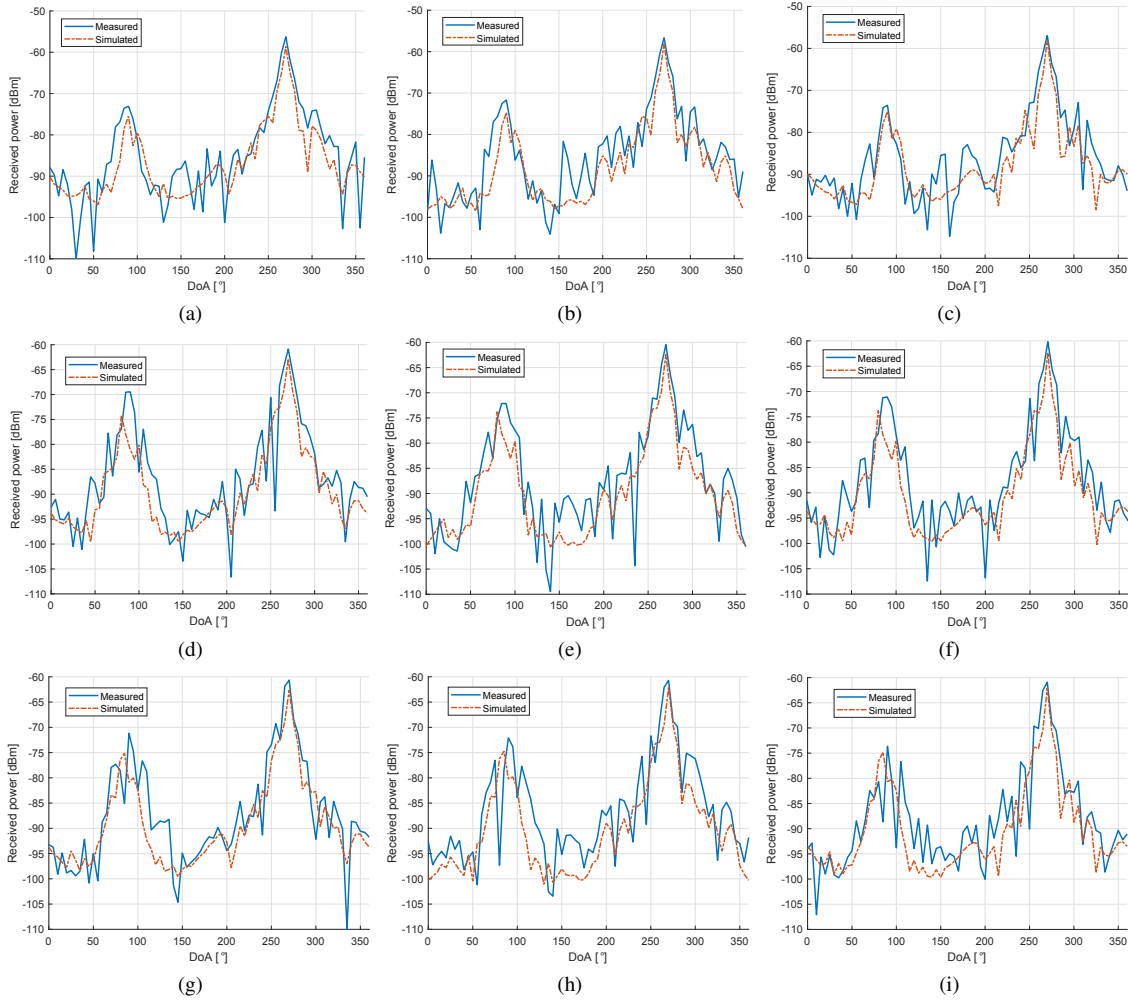 -50
-60
-70
-80
-90
-100
-110
Received power [dBm]
Measured
Simulated
0 50 100 150 200 250 300 350
DoA [°]
(a)
-50
-60
-70
-80
-90
-100
-110
Received power [dBm]
Measured
Simulated
0 50 100 150 200 250 300 350
DoA [°]
(b)
-50
-60
-70
-80
-90
-100
-110
Received power [dBm]
Measured
Simulated
0 50 100 150 200 250 300 350
DoA [°]
(c)
-60
-65
-70
-75
-80
-85
-90
-95
-100
-105
-110
Received power [dBm]
Measured
Simulated
0 50 100 150 200 250 300 350
DoA [°]
(d)
-60
-65
-70
-75
-80
-85
-90
-95
-100
-105
-110
Received power [dBm]
Measured
Simulated
0 50 100 150 200 250 300 350
DoA [°]
(e)
-60
-65
-70
-75
-80
-85
-90
-95
-100
-105
-110
Received power [dBm]
Measured
Simulated
0 50 100 150 200 250 300 350
DoA [°]
(f)
-60
-65
-70
-75
-80
-85
-90
-95
-100
-105
-110
Received power [dBm]
Measured
Simulated
0 50 100 150 200 250 300 350
DoA [°]
(g)
-60
-65
-70
-75
-80
-85
-90
-95
-100
-105
-110
Received power [dBm]
Measured
Simulated
0 50 100 150 200 250 300 350
DoA [°]
(h)
-60
-65
-70
-75
-80
-85
-90
-95
-100
-105
-110
Received power [dBm]
Measured
Simulated
0 50 100 150 200 250 300 350
DoA [°]
(i)